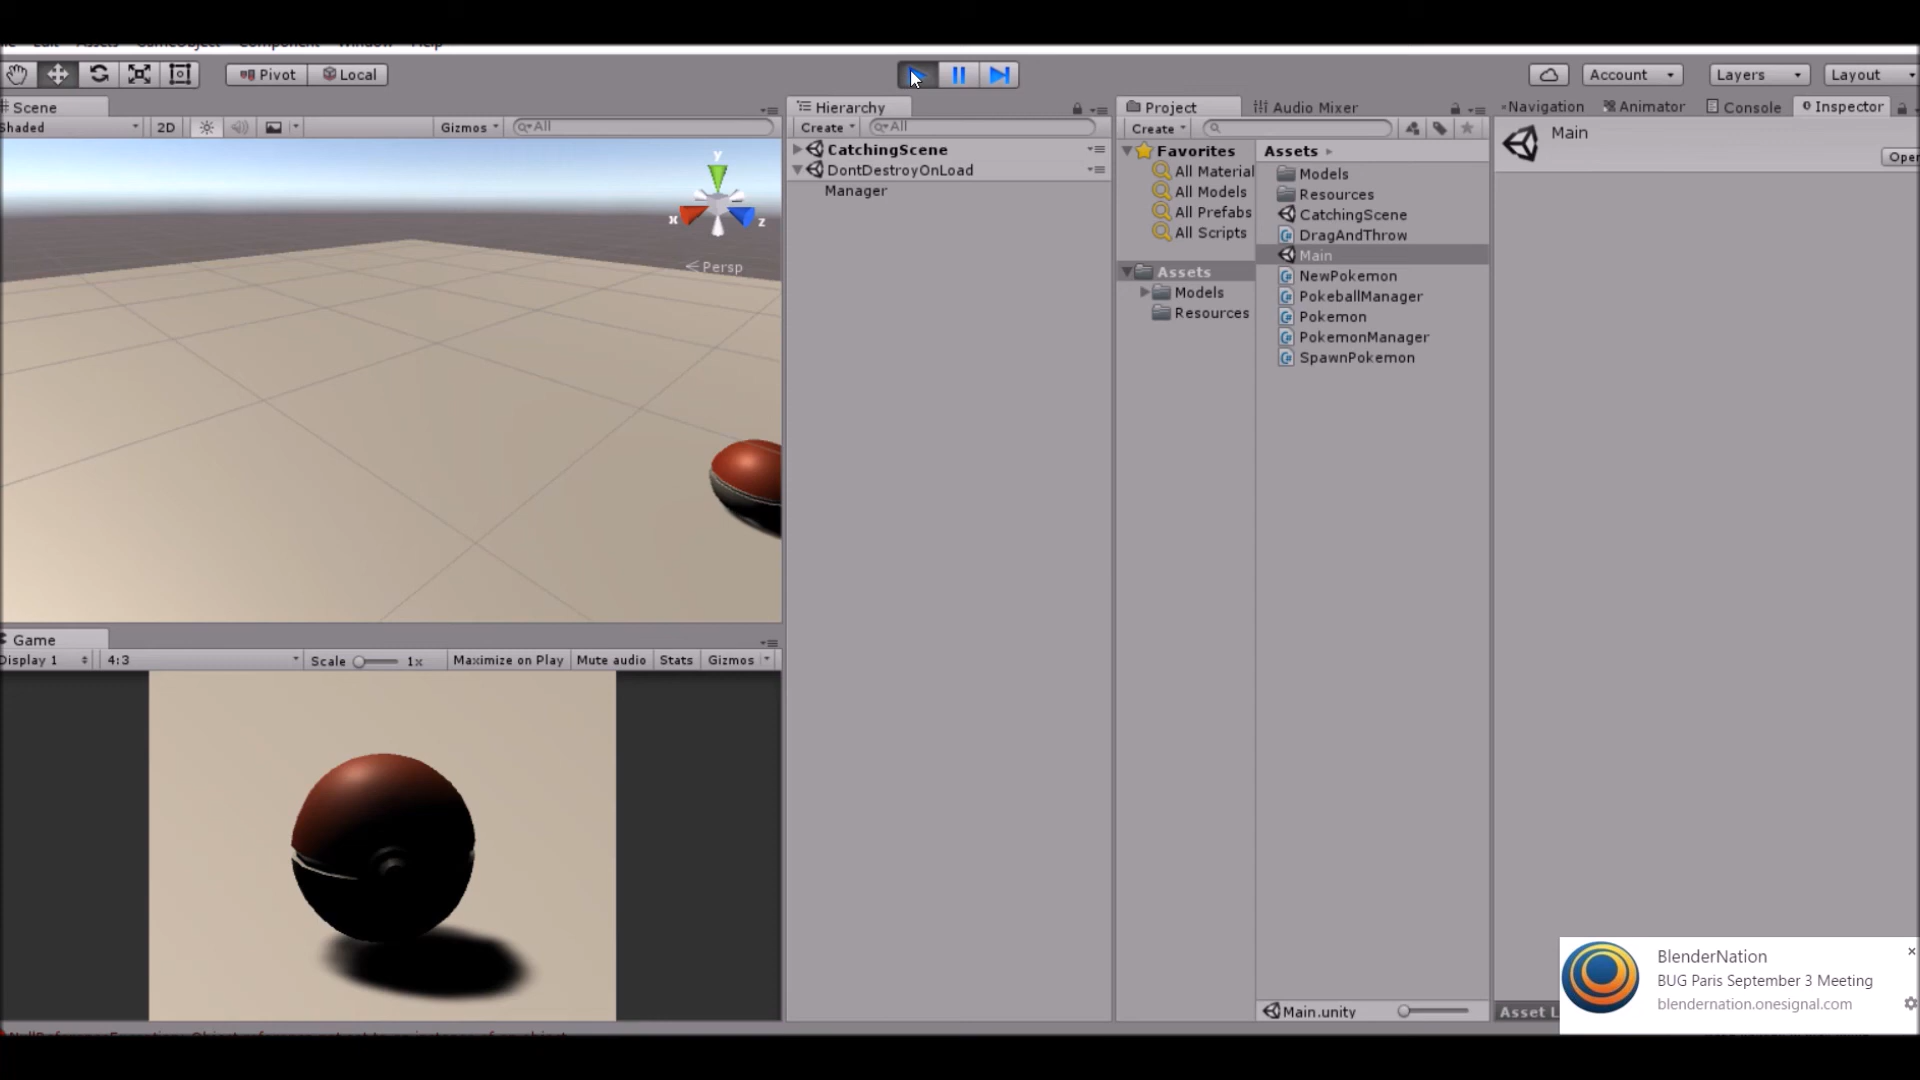 Edit Assets GameObject Component Window Help
Pivot Local
Account Layers Layout
Scene
Shaded 2D Gizmos All
y
x z
Persp
Game
Display 1 4:3 Scale 1x Maximize on Play Mute audio Stats Gizmos
Hierarchy
Create All
CatchingScene
DontDestroyOnLoad
Manager
Project Audio Mixer
Create
Favorites
All Material
All Models
All Prefabs
All Scripts
Assets
Models
Resources
Assets
Models
Resources
CatchingScene
DragAndThrow
Main
NewPokemon
PokeballManager
Pokemon
PokemonManager
SpawnPokemon
Main.unity
Navigation Animator Console Inspector
Main
Open
Asset L
BlenderNation
BUG Paris September 3 Meeting
blendernation.onesignal.com